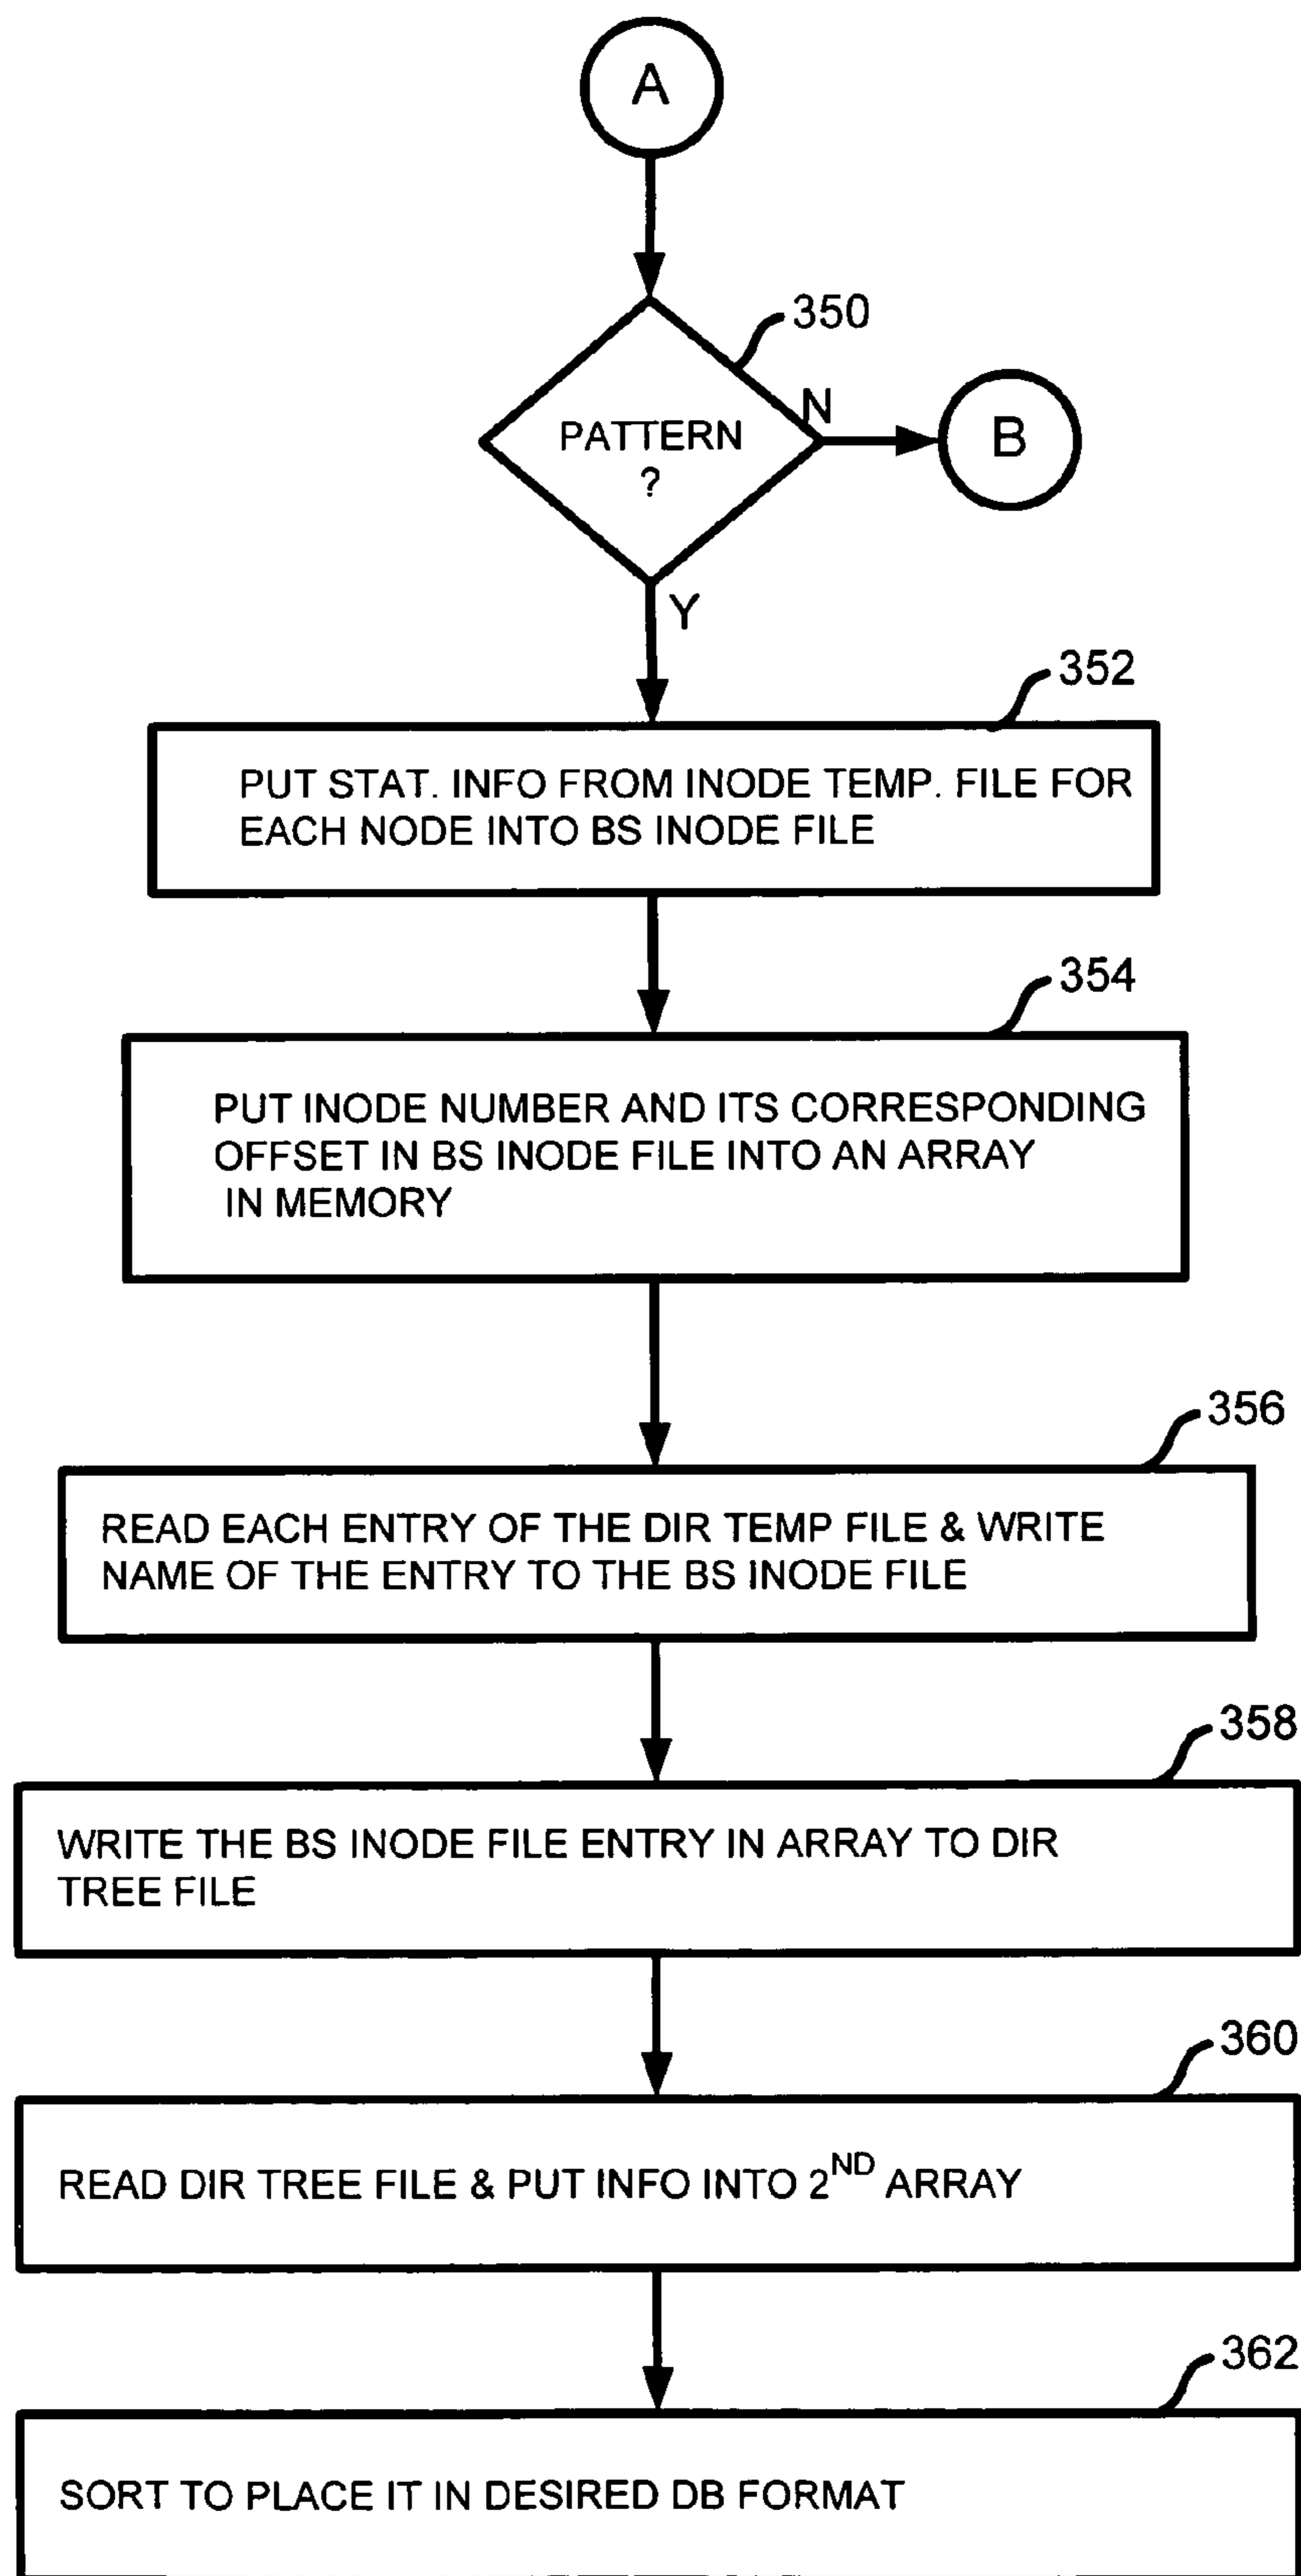 A
350
N
PATTERN
?
B
Y
352
PUT STAT. INFO FROM INODE TEMP. FILE FOR
EACH NODE INTO BS INODE FILE
354
PUT INODE NUMBER AND ITS CORRESPONDING
OFFSET IN BS INODE FILE INTO AN ARRAY
IN MEMORY
356
READ EACH ENTRY OF THE DIR TEMP FILE & WRITE
NAME OF THE ENTRY TO THE BS INODE FILE
358
WRITE THE BS INODE FILE ENTRY IN ARRAY TO DIR
TREE FILE
360
READ DIR TREE FILE & PUT INFO INTO 2ND ARRAY
362
SORT TO PLACE IT IN DESIRED DB FORMAT